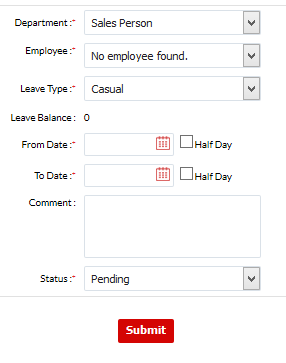 Department :* Sales Person
Employee :* No employee found.
Leave Type :* Casual
Leave Balance : 0
From Date :* Half Day
To Date :* Half Day
Comment :
Status :* Pending
Submit